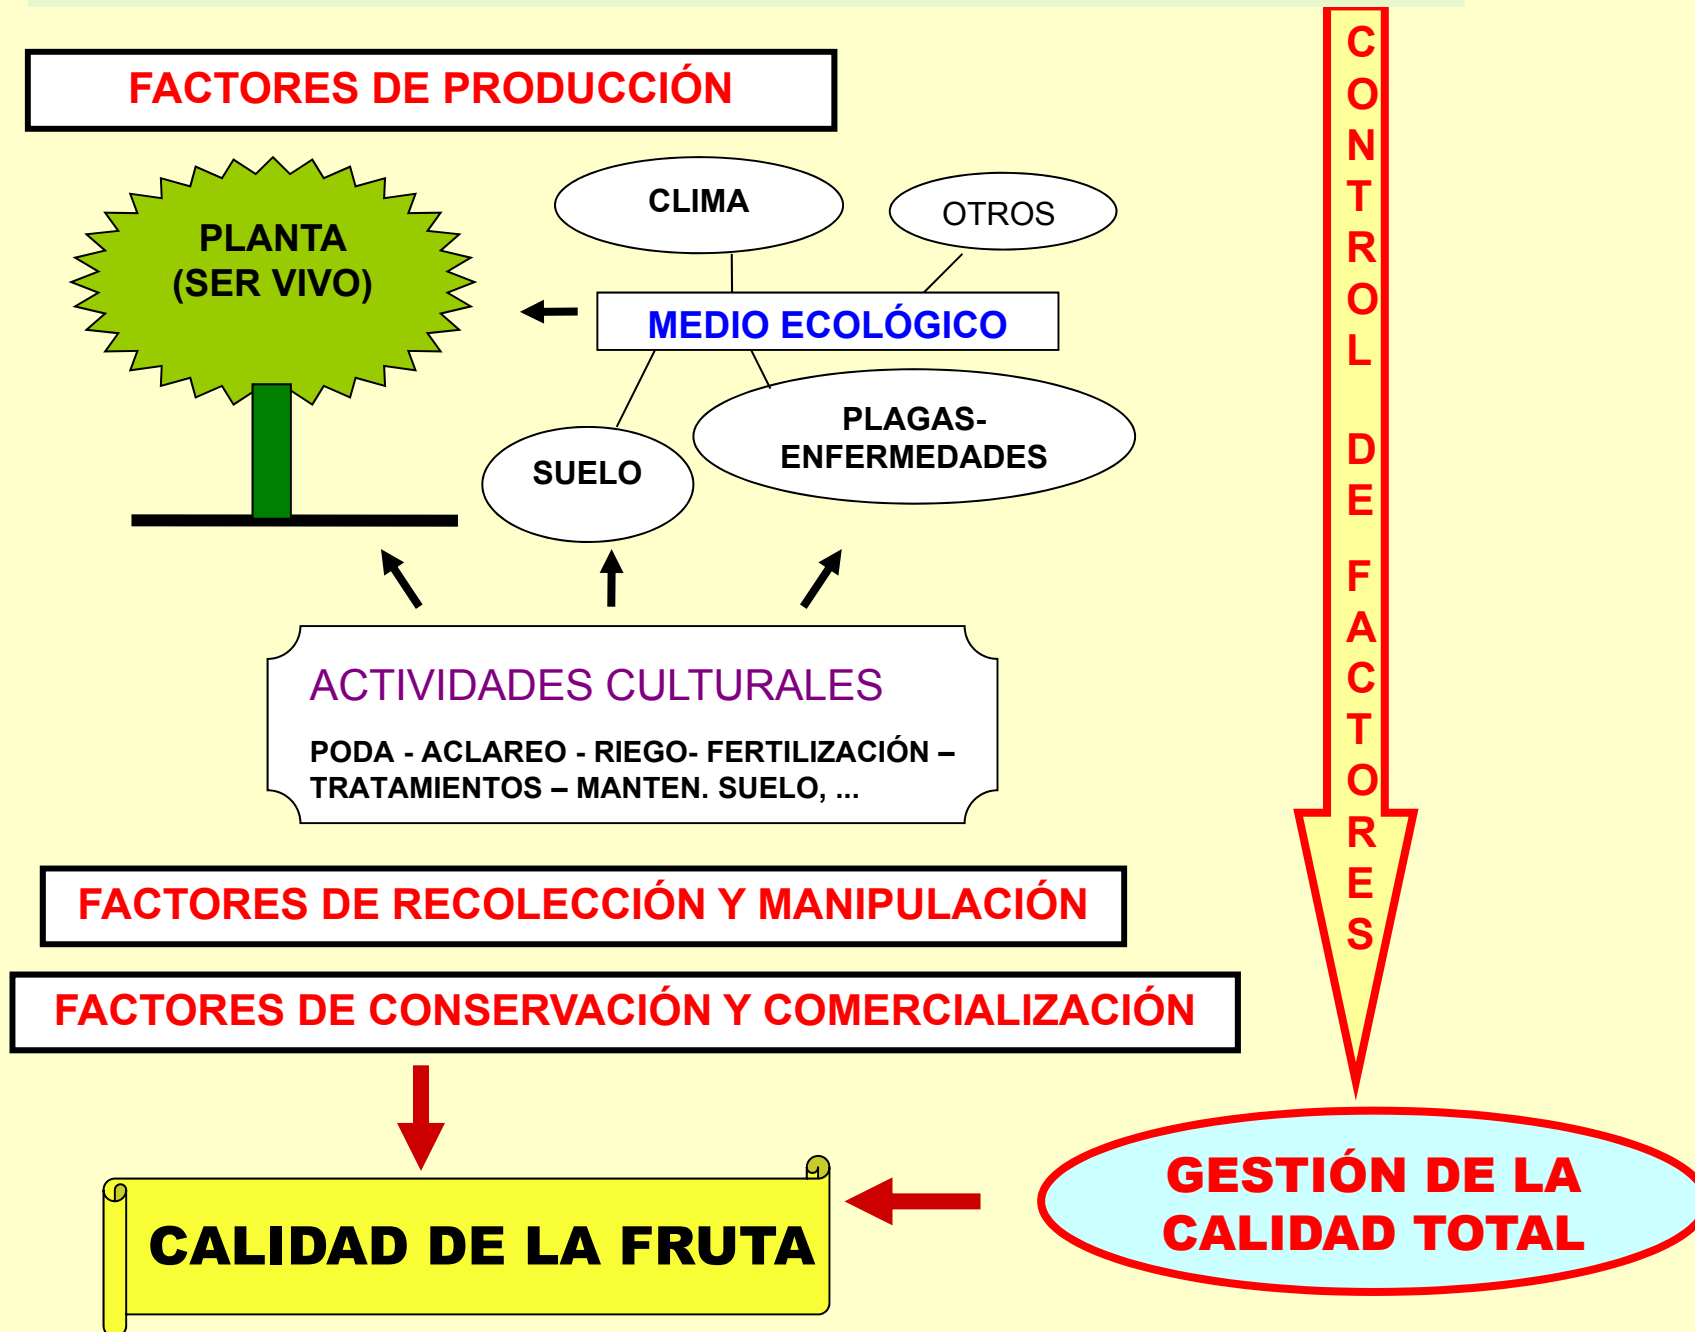 FACTORES DE PRODUCCIÓN
PLANTA
(SER VIVO)
CLIMA
OTROS
MEDIO ECOLÓGICO
PLAGAS-
ENFERMEDADES
SUELO
ACTIVIDADES CULTURALES
PODA - ACLAREO - RIEGO- FERTILIZACIÓN –
TRATAMIENTOS – MANTEN. SUELO, ...
FACTORES DE RECOLECCIÓN Y MANIPULACIÓN
FACTORES DE CONSERVACIÓN Y COMERCIALIZACIÓN
CALIDAD DE LA FRUTA
CONTROL DE FACTORES
GESTIÓN DE LA
CALIDAD TOTAL